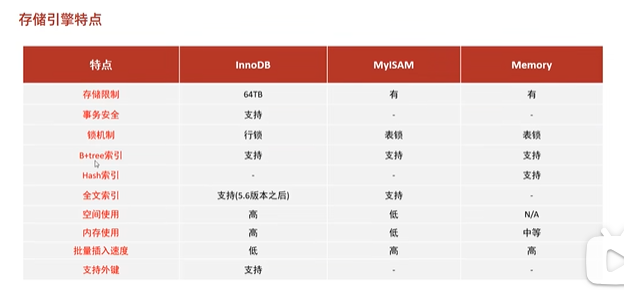 存储引擎特点
特点 InnoDB MyISAM Memory
存储限制 64TB 有 有
事务安全 支持 - -
锁机制 行锁 表锁 表锁
B+tree索引 支持 支持 支持
Hash索引 - - 支持
全文索引 支持(5.6版本之后) 支持 -
空间使用 高 低 N/A
内存使用 高 低 中等
批量插入速度 低 高 高
支持外键 支持 - -